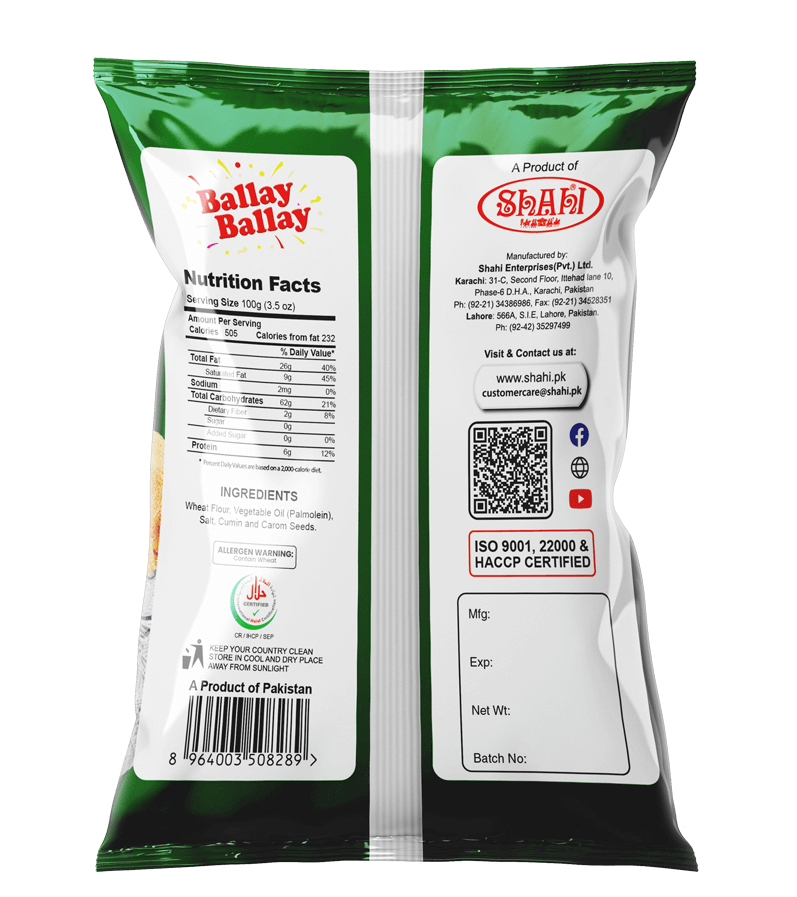 Ballay
Ballay
Nutrition Facts
Serving Size 100g (3.5 oz)
Amount Per Serving
Calories 505 Calories from fat 232
% Daily Value*
Total Fat 26g 40%
Saturated Fat 9g 45%
Sodium 2mg 0%
Total Carbohydrates 62g 21%
Dietary Fiber 2g 8%
Sugar 0g
Added Sugar 0g 0%
Protein 6g 12%
* Percent Daily Values are based on a 2,000-calorie diet.
INGREDIENTS
Wheat Flour, Vegetable Oil (Palmolein),
Salt, Cumin and Carom Seeds.
ALLERGEN WARNING:
Contain Wheat
حلال
CERTIFIED
CR / IHCP / SEP
KEEP YOUR COUNTRY CLEAN
STORE IN COOL AND DRY PLACE
AWAY FROM SUNLIGHT
A Product of Pakistan
8 964003 508289 >
A Product of
SHAHI
Manufactured by:
Shahi Enterprises(Pvt.) Ltd.
Karachi: 31-C, Second Floor, Ittehad lane 10,
Phase-6 D.H.A., Karachi, Pakistan
Ph: (92-21) 34386986, Fax: (92-21) 34528351
Lahore: 566A, S.I.E, Lahore, Pakistan.
Ph: (92-42) 35297499
Visit & Contact us at:
www.shahi.pk
customercare@shahi.pk
ISO 9001, 22000 &
HACCP CERTIFIED
Mfg:
Exp:
Net Wt:
Batch No: